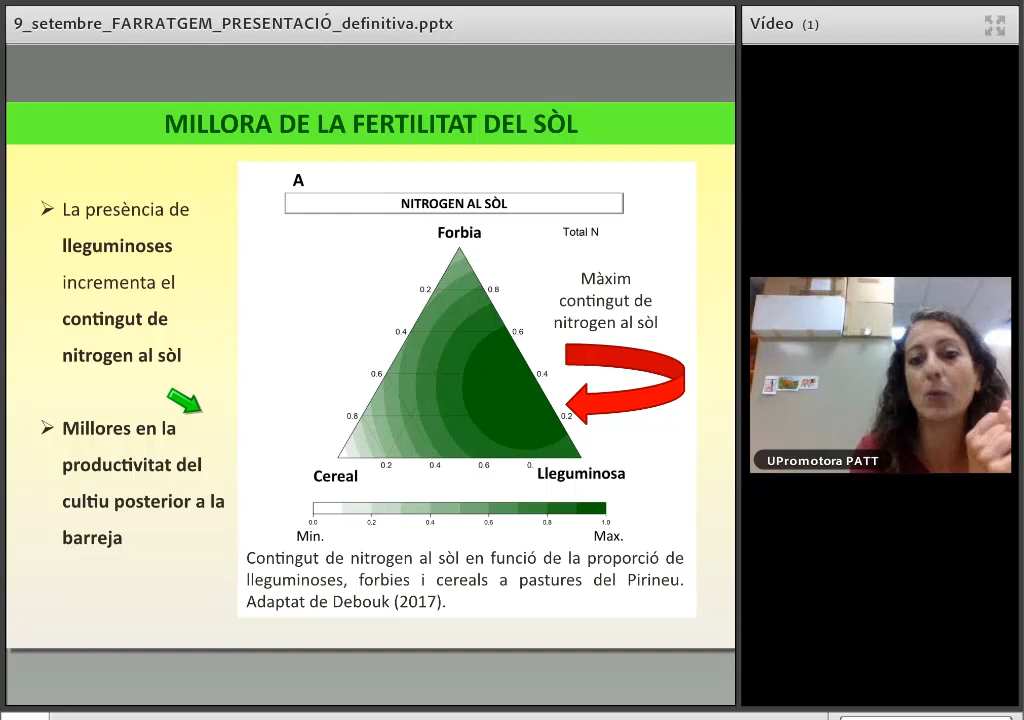 9_setembre_FARRATGEM_PRESENTACIÓ_definitiva.pptx
Vídeo (1)
MILLORA DE LA FERTILITAT DEL SÒL
La presència de
lleguminoses
incrementa el
contingut de
nitrogen al sòl
Millores en la
productivitat del
cultiu posterior a la
barreja
A
NITROGEN AL SÒL
Forbia
Total N
Màxim
contingut de
nitrogen al sòl
0.2 0.8
0.4 0.6
0.6 0.4
0.8 0.2
0.2 0.4 0.6 0.
Cereal Lleguminosa
0.0 0.2 0.4 0.6 0.8 1.0
Min. Max.
Contingut de nitrogen al sòl en funció de la proporció de
lleguminoses, forbies i cereals a pastures del Pirineu.
Adaptat de Debouk (2017).
UPromotora PATT